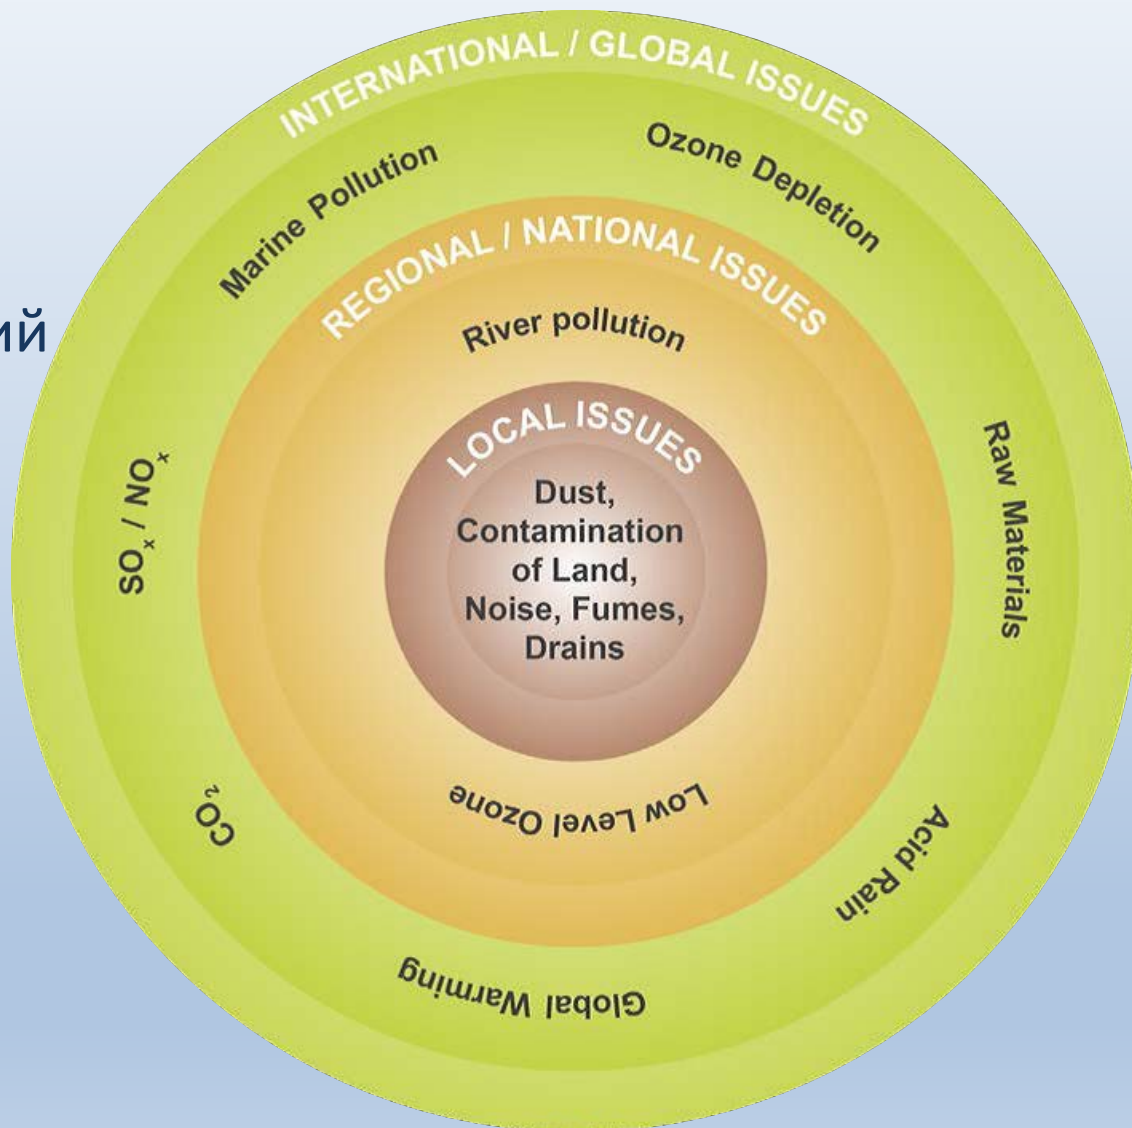 INTERNATIONAL / GLOBAL ISSUES
Marine Pollution
Ozone Depletion
REGIONAL / NATIONAL ISSUES
ий
River pollution
LOCAL ISSUES
SOₓ / NOₓ
Raw Materials
Dust,
Contamination
of Land,
Noise, Fumes,
Drains
CO₂
Low Level Ozone
Acid Rain
Global Warming